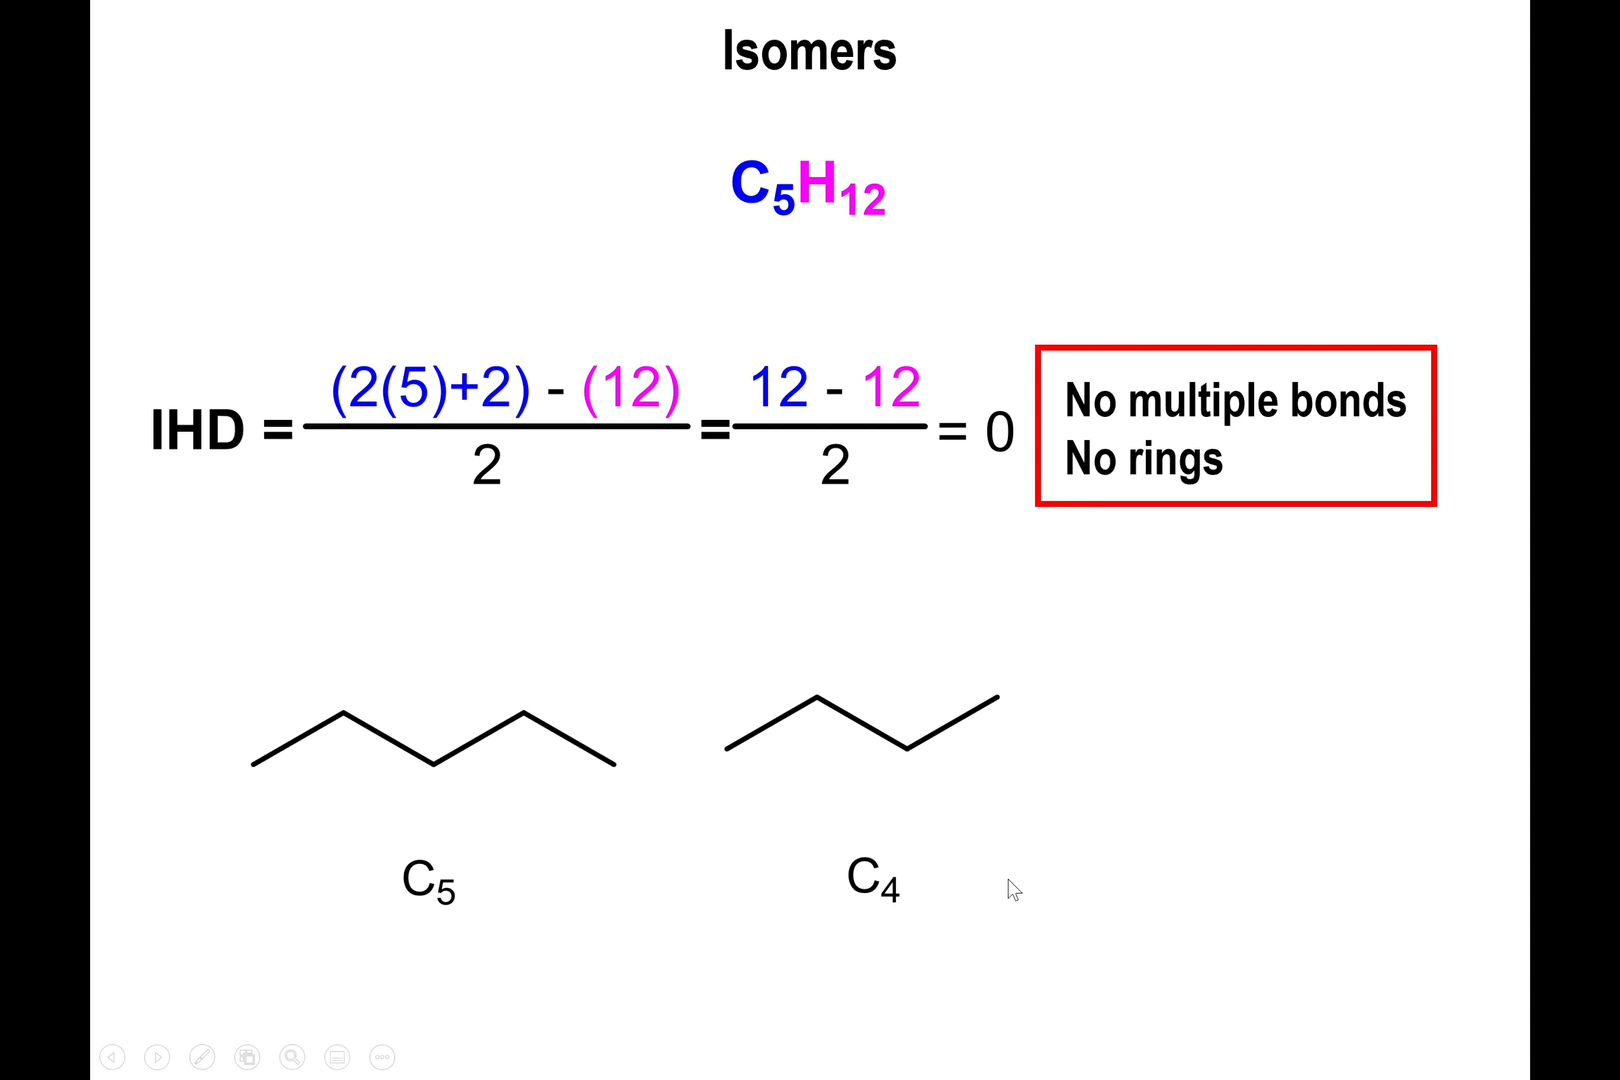 Isomers
C₅H₁₂
IHD = (2(5)+2) - (12) / 2 = 12 - 12 / 2 = 0
No multiple bonds
No rings
C₅
C₄